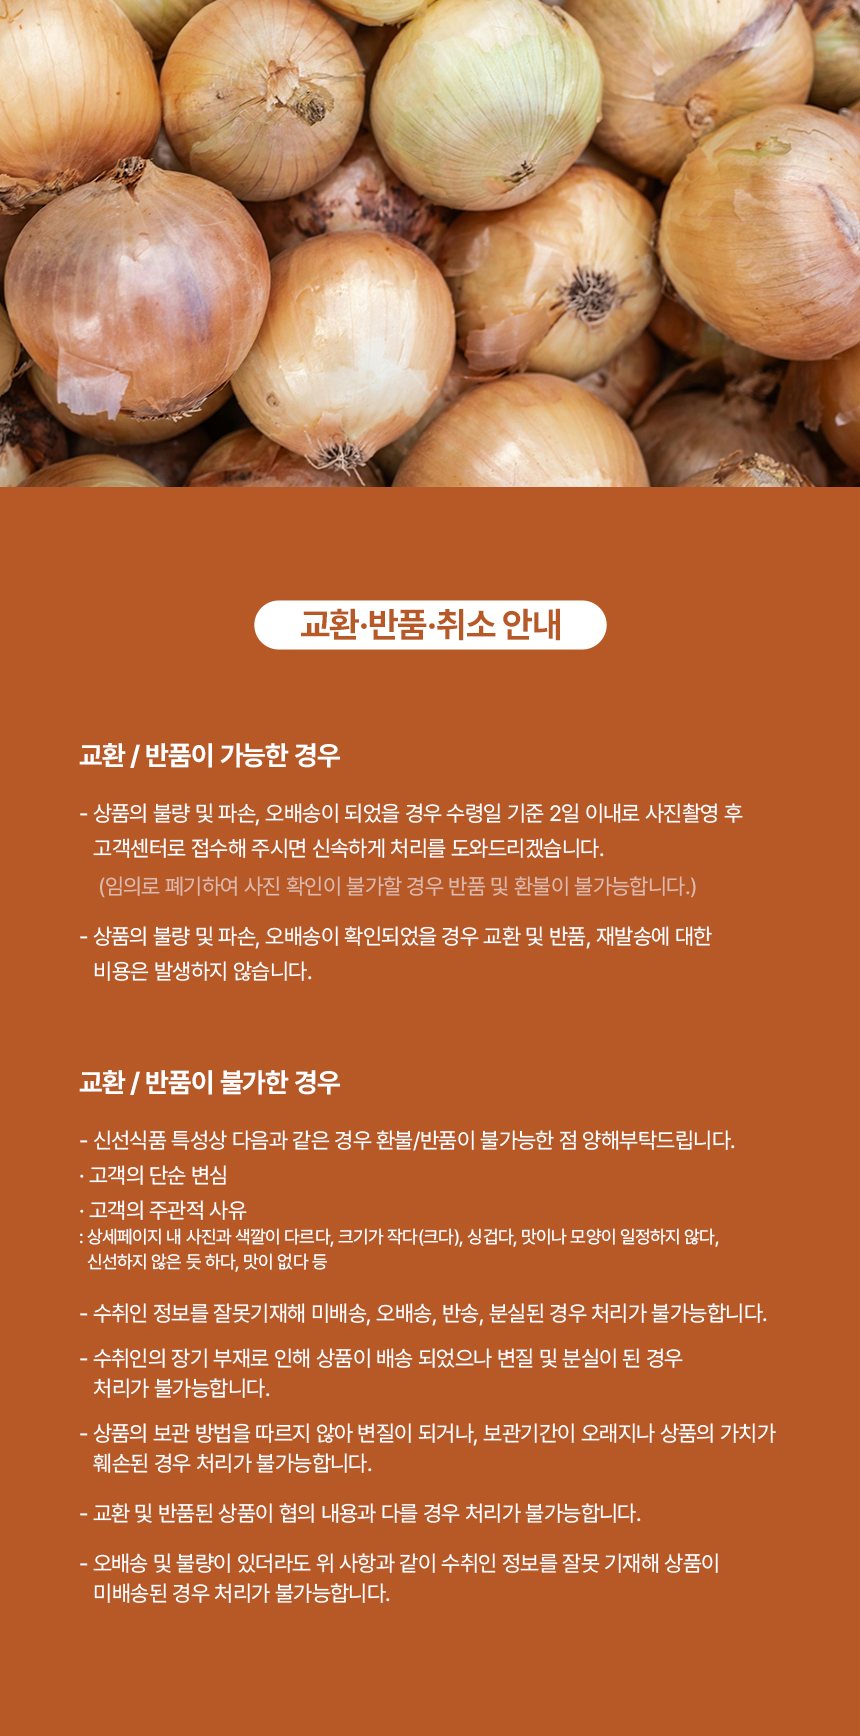 교환·반품·취소 안내
교환 / 반품이 가능한 경우
- 상품의 불량 및 파손, 오배송이 되었을 경우 수령일 기준 2일 이내로 사진촬영 후
고객센터로 접수해 주시면 신속하게 처리를 도와드리겠습니다.
(임의로 폐기하여 사진 확인이 불가할 경우 반품 및 환불이 불가능합니다.)
- 상품의 불량 및 파손, 오배송이 확인되었을 경우 교환 및 반품, 재발송에 대한
비용은 발생하지 않습니다.
교환 / 반품이 불가한 경우
- 신선식품 특성상 다음과 같은 경우 환불/반품이 불가능한 점 양해부탁드립니다.
· 고객의 단순 변심
· 고객의 주관적 사유
: 상세페이지 내 사진과 색깔이 다르다, 크기가 작다(크다), 싱겁다, 맛이나 모양이 일정하지 않다,
신선하지 않은 듯 하다, 맛이 없다 등
- 수취인 정보를 잘못기재해 미배송, 오배송, 반송, 분실된 경우 처리가 불가능합니다.
- 수취인의 장기 부재로 인해 상품이 배송 되었으나 변질 및 분실이 된 경우
처리가 불가능합니다.
- 상품의 보관 방법을 따르지 않아 변질이 되거나, 보관기간이 오래지나 상품의 가치가
훼손된 경우 처리가 불가능합니다.
- 교환 및 반품된 상품이 협의 내용과 다를 경우 처리가 불가능합니다.
- 오배송 및 불량이 있더라도 위 사항과 같이 수취인 정보를 잘못 기재해 상품이
미배송된 경우 처리가 불가능합니다.